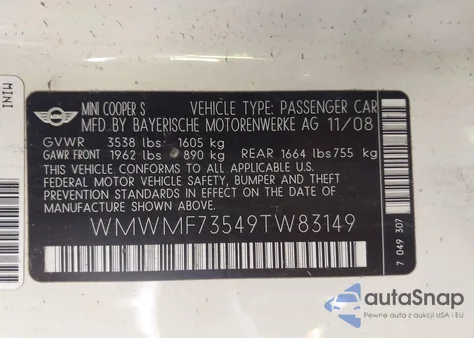 MINI
MINI COOPER S VEHICLE TYPE: PASSENGER CAR
MFD BY BAYERISCHE MOTORENWERKE AG 11/08
GVWR 3538 lbs: 1605 kg
GAWR FRONT 1962 lbs 890 kg REAR 1664 lbs 755 kg
THIS VEHICLE CONFORMS TO ALL APPLICABLE U.S.
FEDERAL MOTOR VEHICLE SAFETY, BUMPER AND THEFT
PREVENTION STANDARDS IN EFFECT ON THE DATE OF
MANUFACTURE SHOWN ABOVE.
WMWMF73549TW83149
7 049 307
autoSnap
Pewne auta z aukcji USA i EU